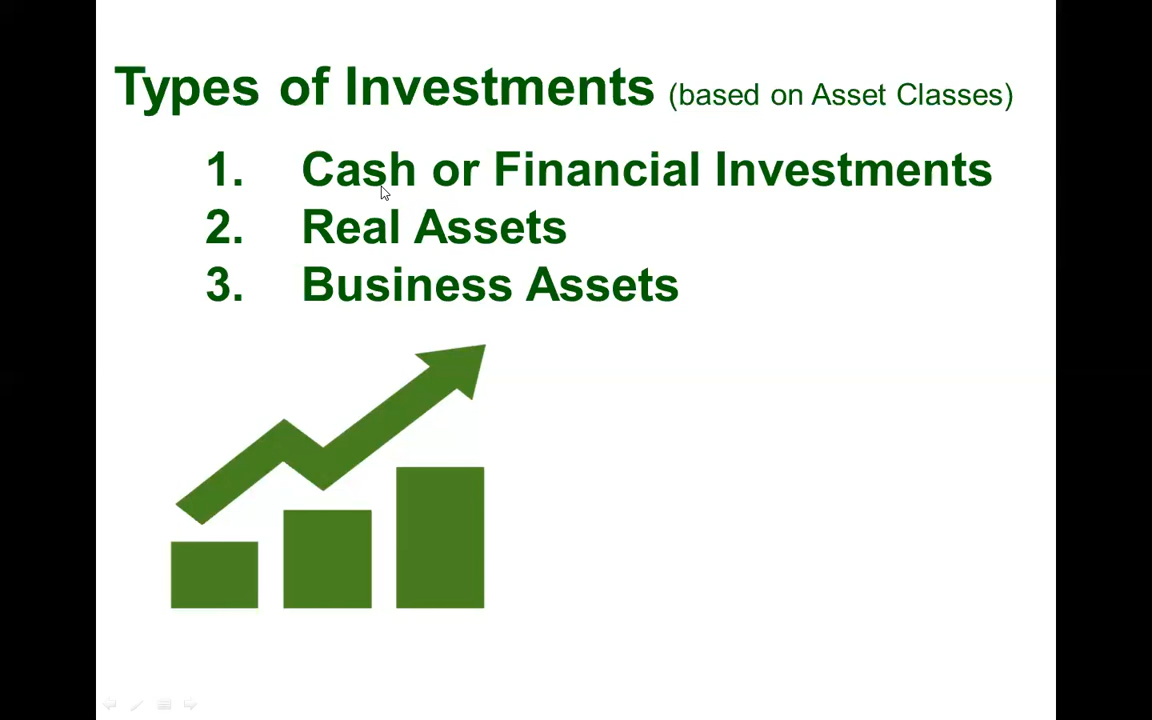 Types of Investments (based on Asset Classes)
1. Cash or Financial Investments
2. Real Assets
3. Business Assets